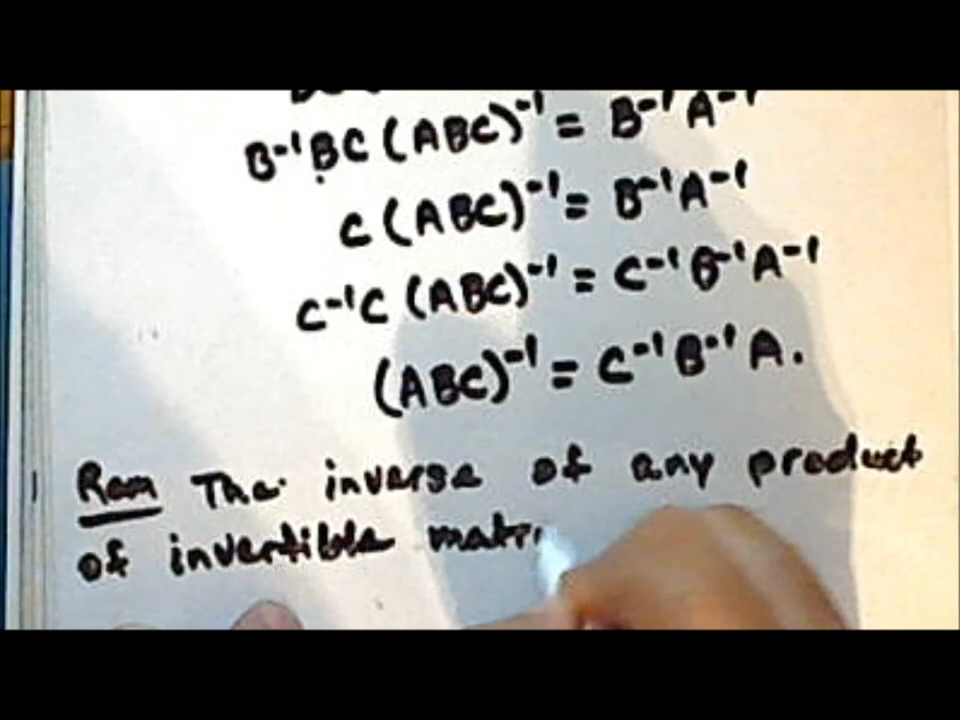 B⁻¹BC (ABC)⁻¹ = B⁻¹A⁻¹
C (ABC)⁻¹ = B⁻¹A⁻¹
C⁻¹C (ABC)⁻¹ = C⁻¹B⁻¹A⁻¹
(ABC)⁻¹ = C⁻¹B⁻¹A.
Rem The inverse of any product
of invertible matri